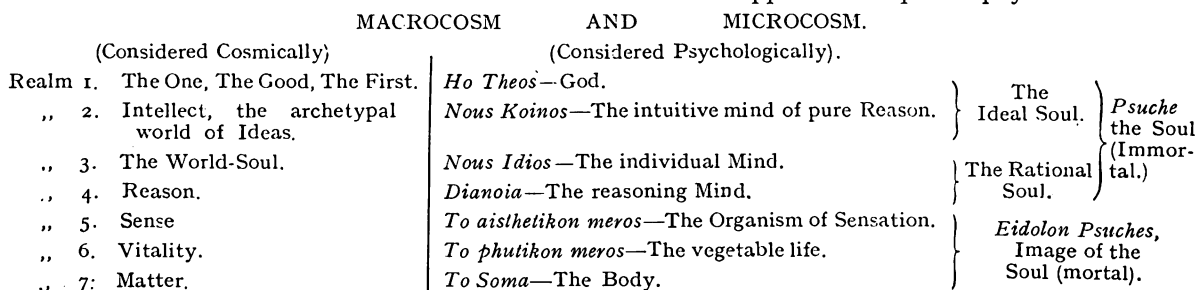 MACROCOSM AND MICROCOSM.
(Considered Cosmically) (Considered Psychologically).
Realm 1. The One, The Good, The First. Ho Theos—God.
,, 2. Intellect, the archetypal world of Ideas. Nous Koinos—The intuitive mind of pure Reason.
,, 3. The World-Soul. Nous Idios—The individual Mind.
,, 4. Reason. Dianoia—The reasoning Mind.
,, 5. Sense To aisthetikon meros—The Organism of Sensation.
,, 6. Vitality. To phutikon meros—The vegetable life.
,, 7: Matter. To Soma—The Body.
The
Ideal Soul.
The Rational
Soul.
Psuche
the Soul
(Immor-
tal.)
Eidolon Psuches,
Image of the
Soul (mortal).